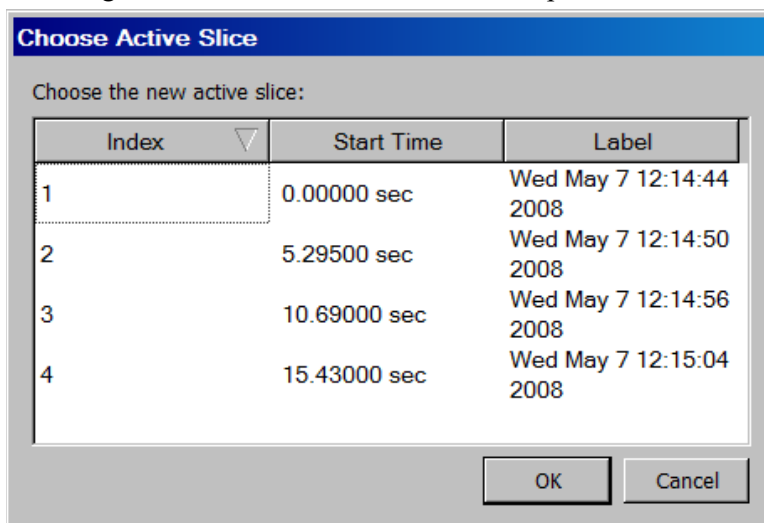 Choose Active Slice
Choose the new active slice:
Index Start Time Label
1 0.00000 sec Wed May 7 12:14:44
2008
2 5.29500 sec Wed May 7 12:14:50
2008
3 10.69000 sec Wed May 7 12:14:56
2008
4 15.43000 sec Wed May 7 12:15:04
2008
OK Cancel